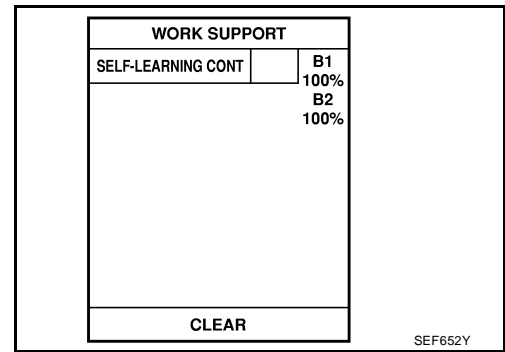 WORK SUPPORT
SELF-LEARNING CONT B1
100%
B2
100%
CLEAR
SEF652Y